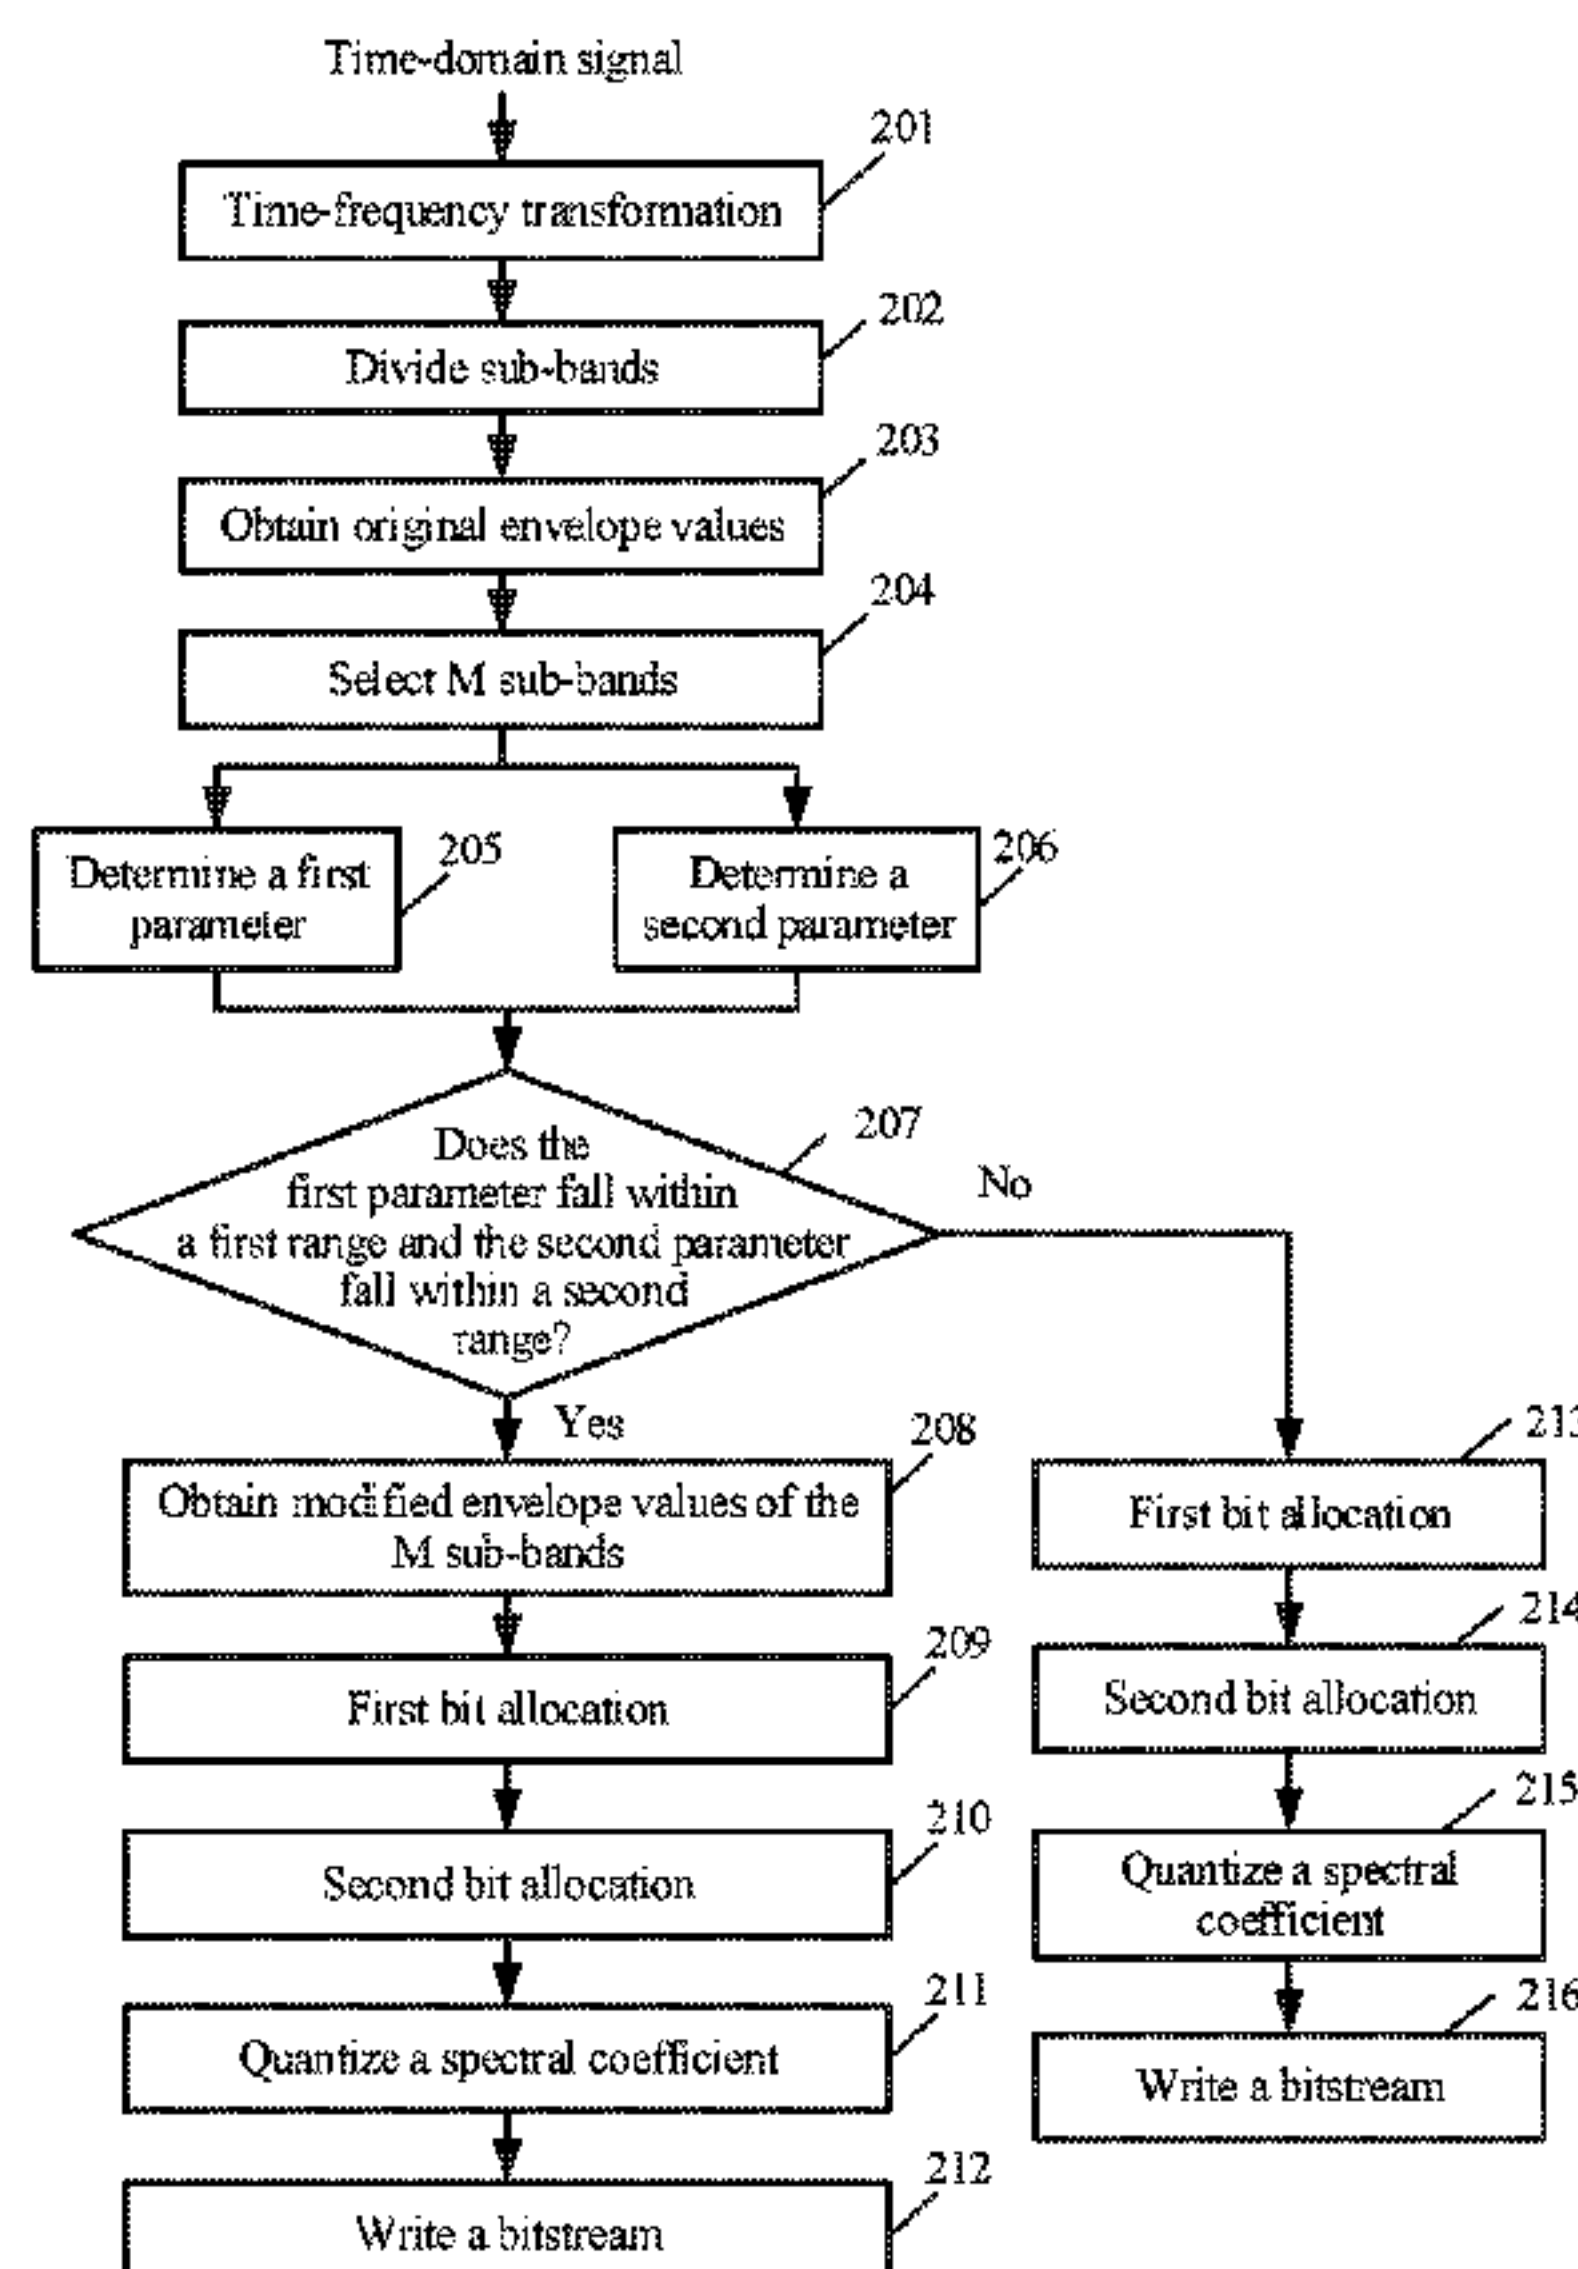 Time-domain signal
201
Time-frequency transformation
202
Divide sub-bands
203
Obtain original envelope values
204
Select M sub-bands
205
Determine a first
parameter
206
Determine a
second parameter
207
Does the
first parameter fall within
a first range and the second parameter
fall within a second
range?
No
Yes
208
Obtain modified envelope values of the
M sub-bands
209
First bit allocation
210
Second bit allocation
211
Quantize a spectral coefficient
212
Write a bitstream
213
First bit allocation
214
Second bit allocation
215
Quantize a spectral
coefficient
216
Write a bitstream